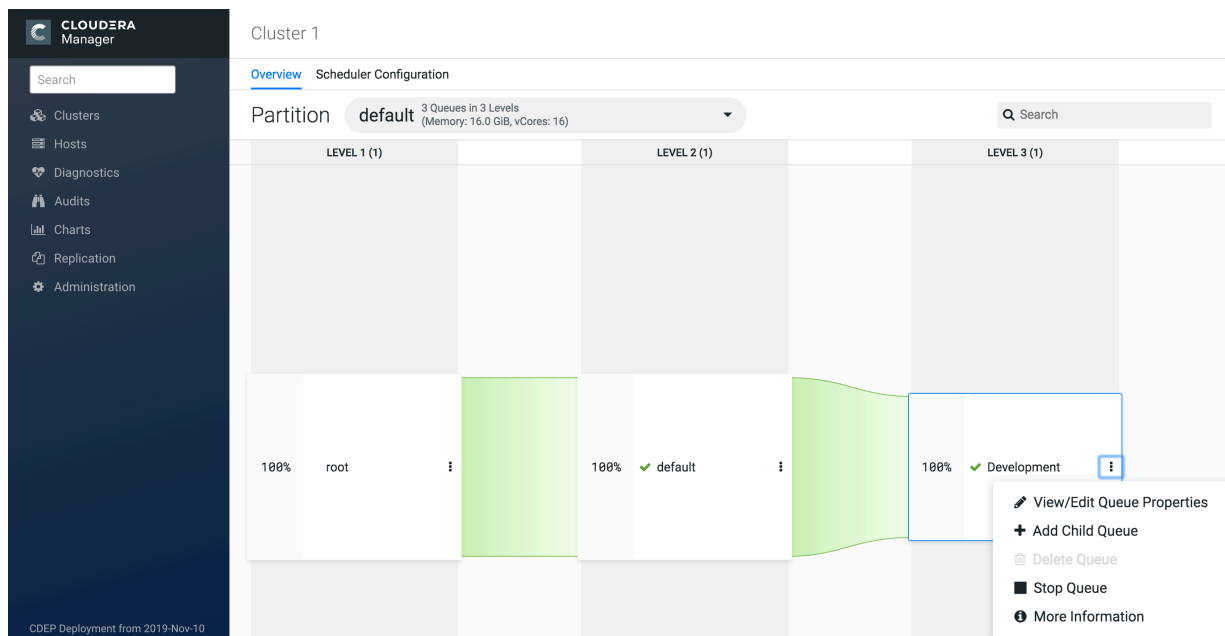 CLOUDERA
Manager
Search
Clusters
Hosts
Diagnostics
Audits
Charts
Replication
Administration
CDEP Deployment from 2019-Nov-10
Cluster 1
Overview Scheduler Configuration
Partition default 3 Queues in 3 Levels
(Memory: 16.0 GiB, vCores: 16)
Search
LEVEL 1 (1) LEVEL 2 (1) LEVEL 3 (1)
100% root 100% default 100% Development
View/Edit Queue Properties
Add Child Queue
Delete Queue
Stop Queue
More Information